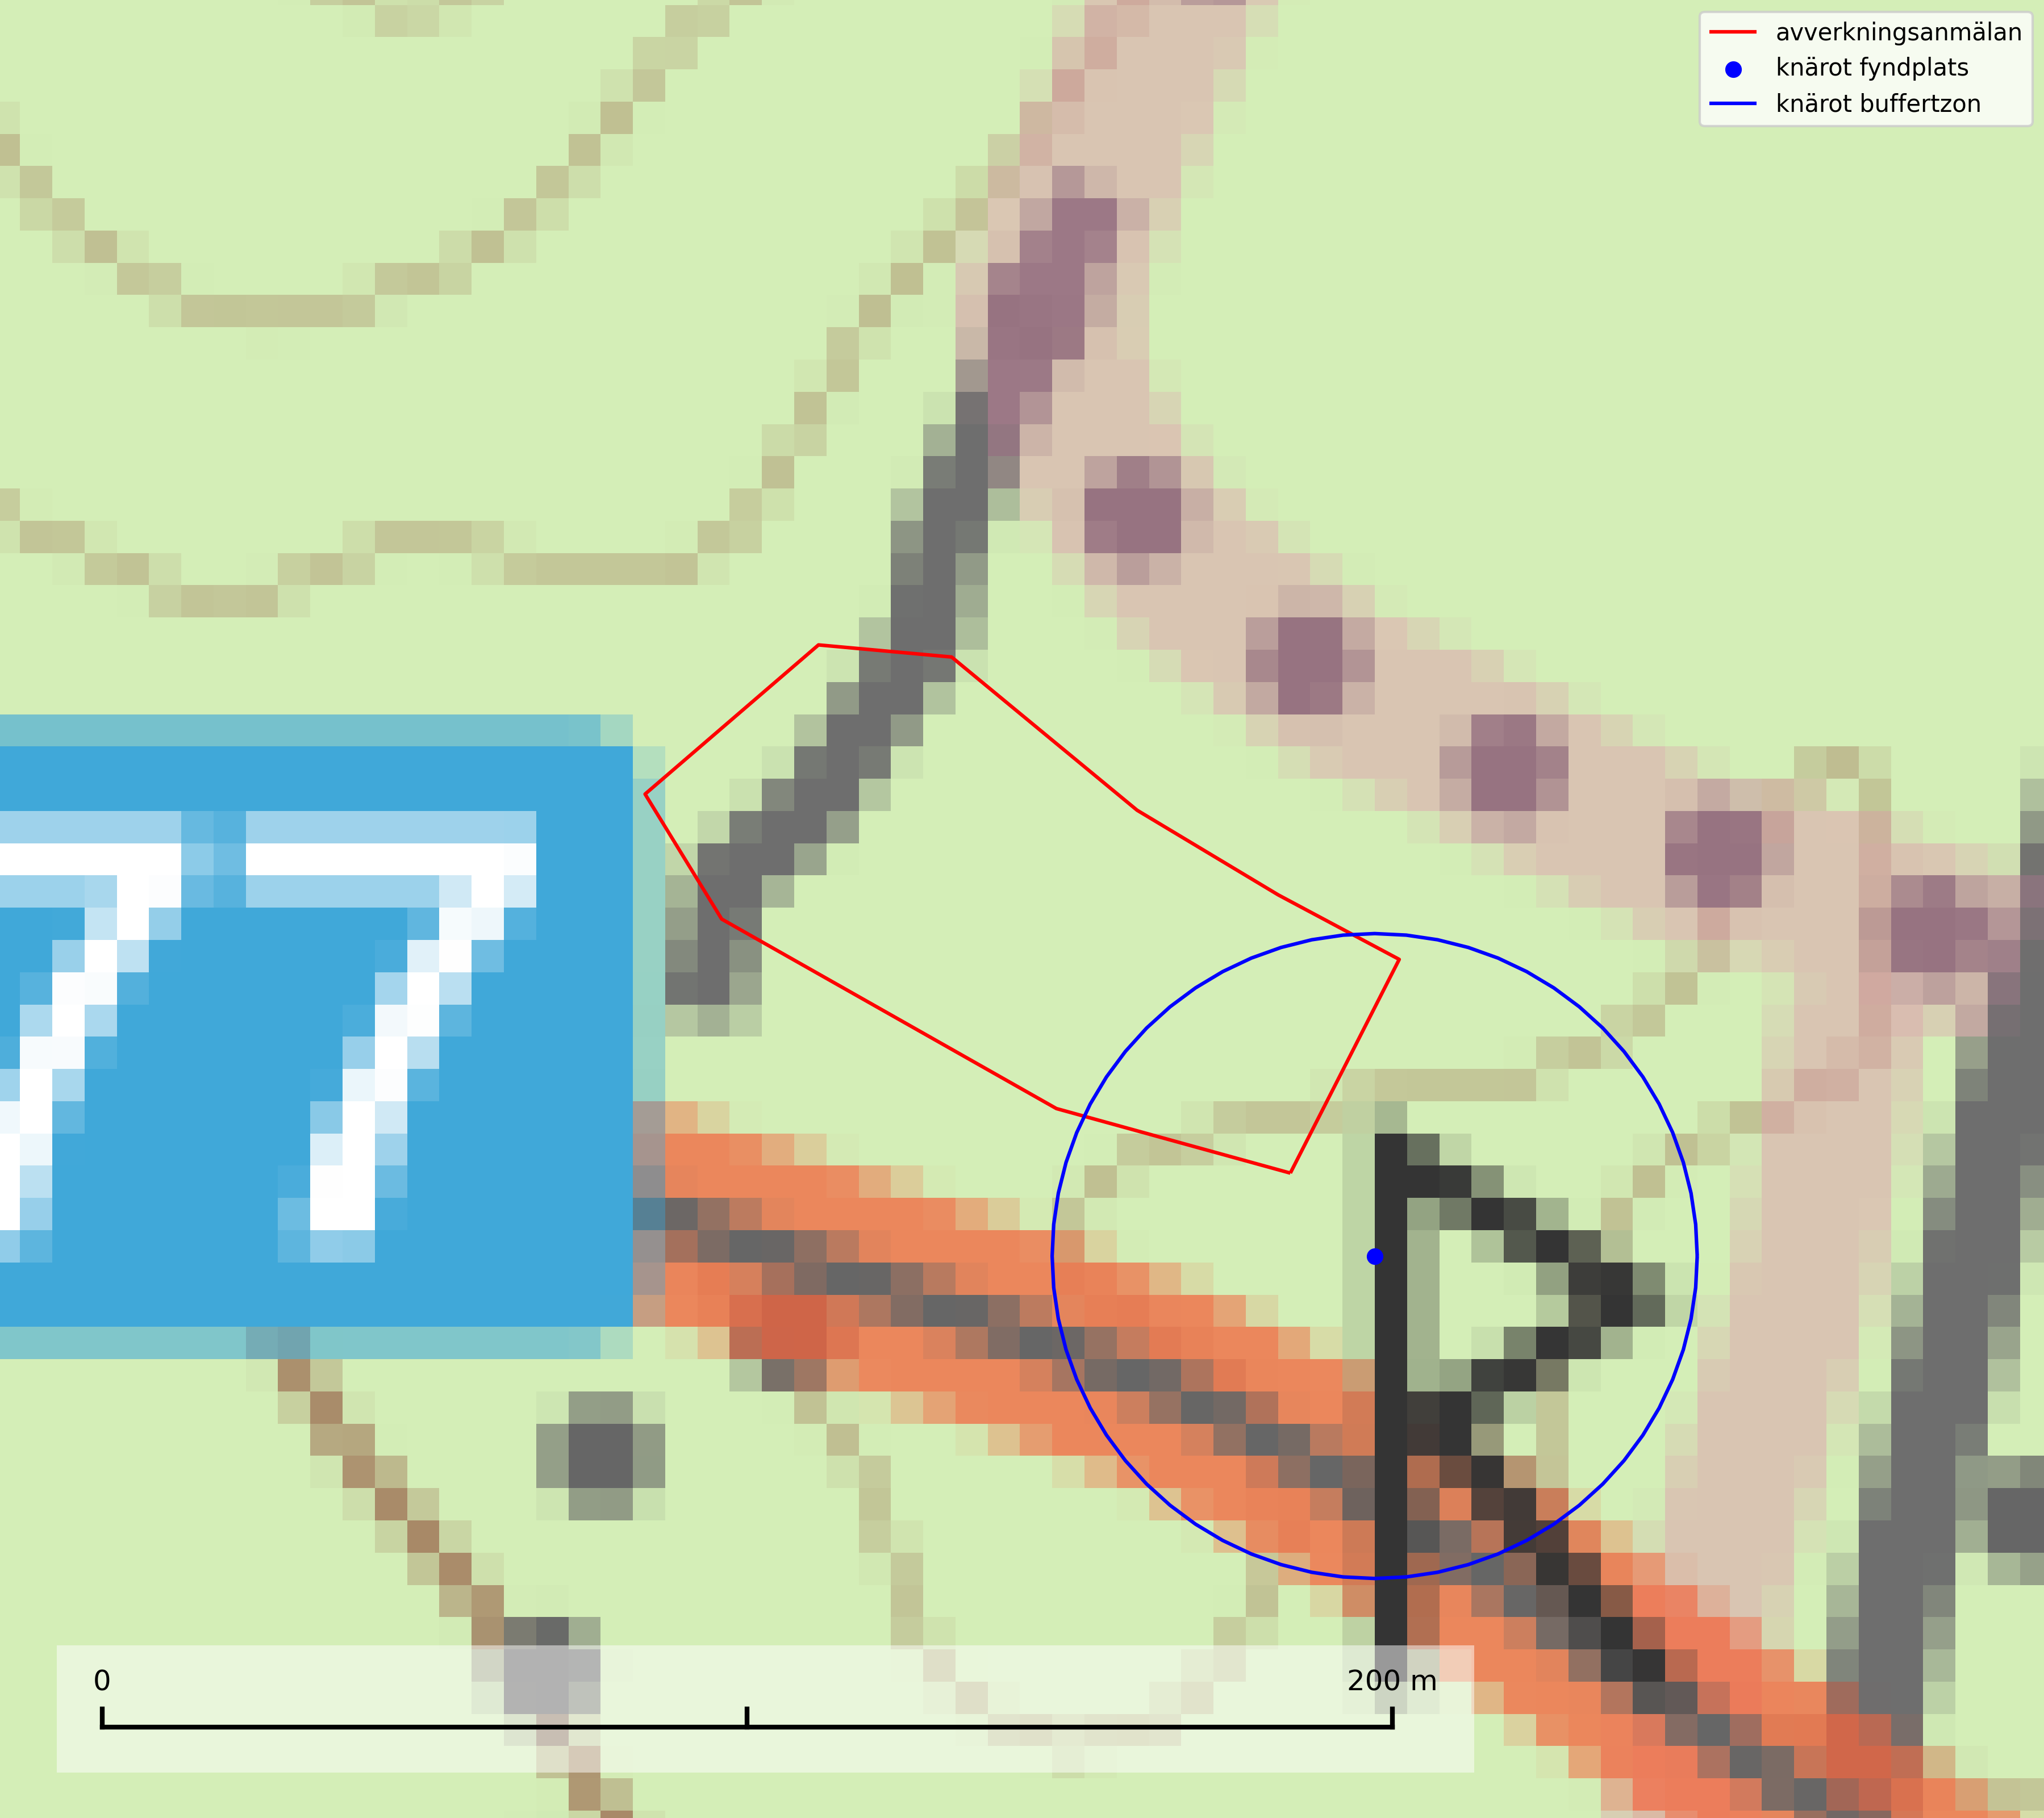 avverkningsanmälan
knärot fyndplats
knärot buffertzon
77
0 200 m